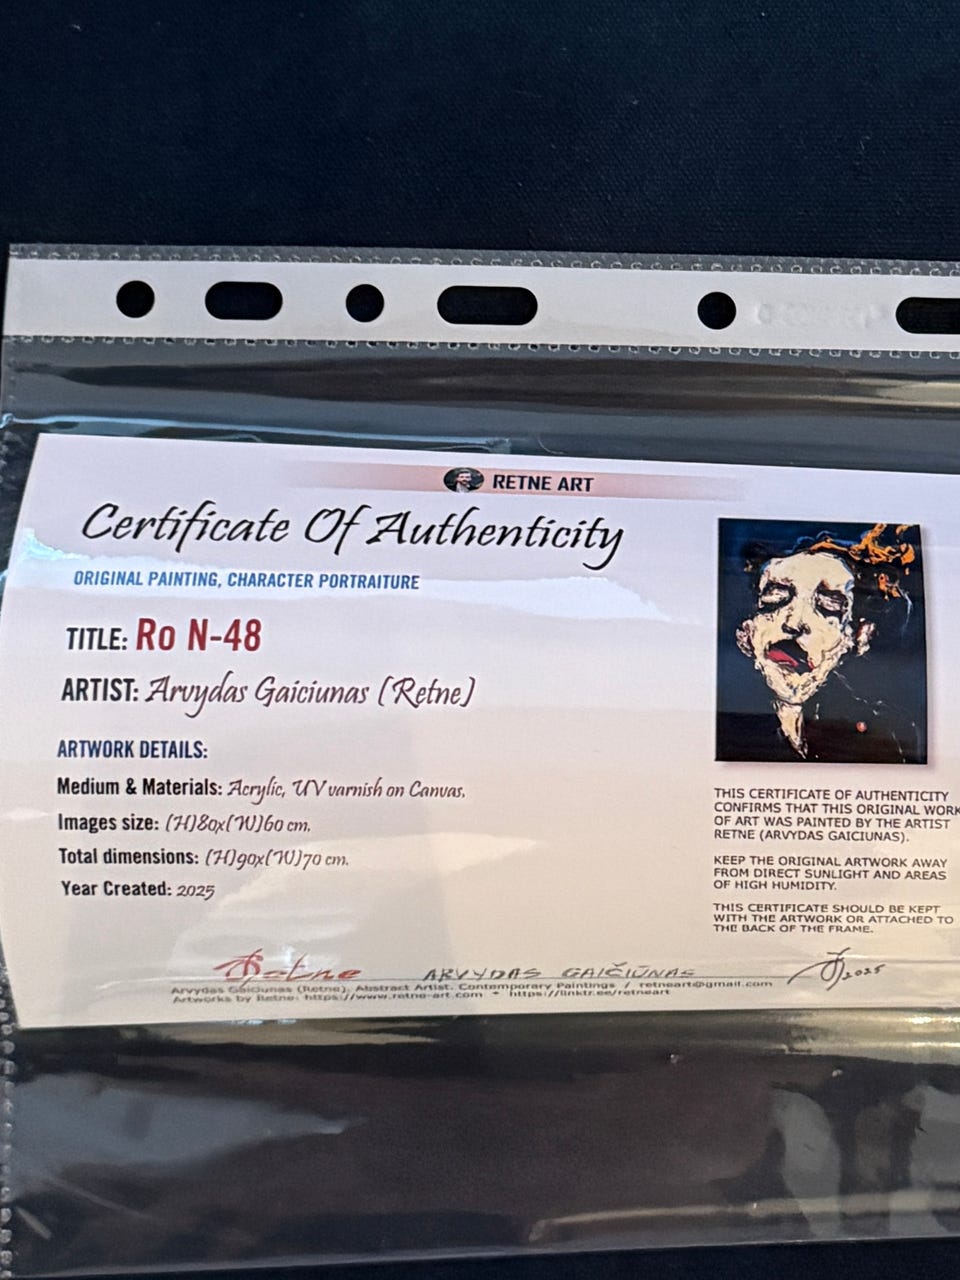 RETNE ART
Certificate Of Authenticity
ORIGINAL PAINTING, CHARACTER PORTRAITURE
TITLE: Ro N-48
ARTIST: Arvydas Gaiciunas (Retne)
ARTWORK DETAILS:
Medium & Materials: Acrylic, UV varnish on Canvas.
Images size: (H)80x(W)60 cm.
Total dimensions: (H)90x(W)70 cm.
Year Created: 2025
THIS CERTIFICATE OF AUTHENTICITY
CONFIRMS THAT THIS ORIGINAL WORK
OF ART WAS PAINTED BY THE ARTIST
RETNE (ARVYDAS GAICIUNAS).
KEEP THE ORIGINAL ARTWORK AWAY
FROM DIRECT SUNLIGHT AND AREAS
OF HIGH HUMIDITY.
THIS CERTIFICATE SHOULD BE KEPT
WITH THE ARTWORK OR ATTACHED TO
THE BACK OF THE FRAME.
Retne ARVYDAS GAIČIŪNAS 2025
Arvydas Gaiciunas (Retne). Abstract Artist. Contemporary Paintings / retneart@gmail.com
Artworks by Retne: https://www.retne-art.com • https://linktr.ee/retneart